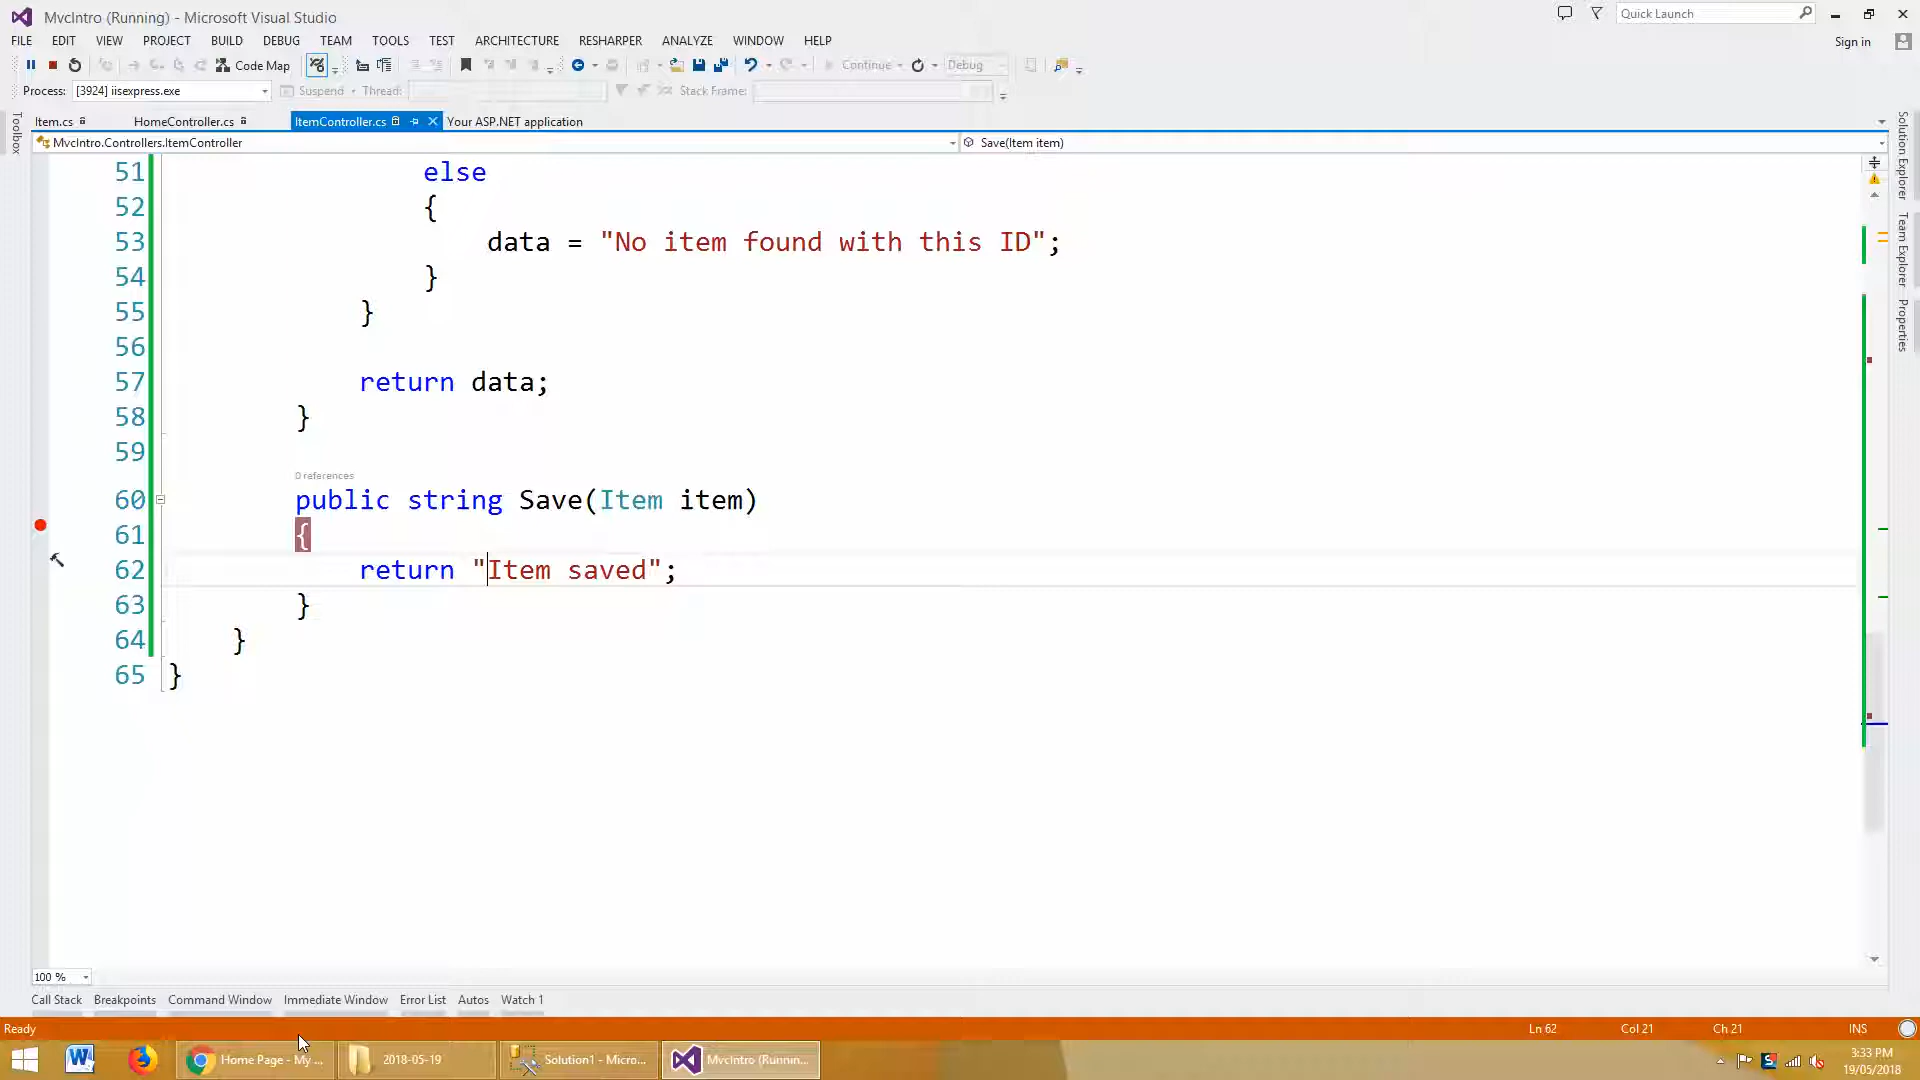 MvcIntro (Running) - Microsoft Visual Studio
Quick Launch
FILE EDIT VIEW PROJECT BUILD DEBUG TEAM TOOLS TEST ARCHITECTURE RESHARPER ANALYZE WINDOW HELP
Sign in
Code Map Continue Debug
Process: [3924] iisexpress.exe Suspend Thread: Stack Frame:
Toolbox
Item.cs HomeController.cs ItemController.cs Your ASP.NET application
MvcIntro.Controllers.ItemController Save(Item item)
Solution Explorer
Team Explorer
Properties
51 else
52 {
53 data = "No item found with this ID";
54 }
55 }
56
57 return data;
58 }
59
0 references
60 public string Save(Item item)
61 {
62 return "Item saved";
63 }
64 }
65 }
100 %
Call Stack Breakpoints Command Window Immediate Window Error List Autos Watch 1
Ready Ln 62 Col 21 Ch 21 INS
Home Page - My ... 2018-05-19 Solution1 - Micro... MvcIntro (Runnin...
3:33 PM
19/05/2018